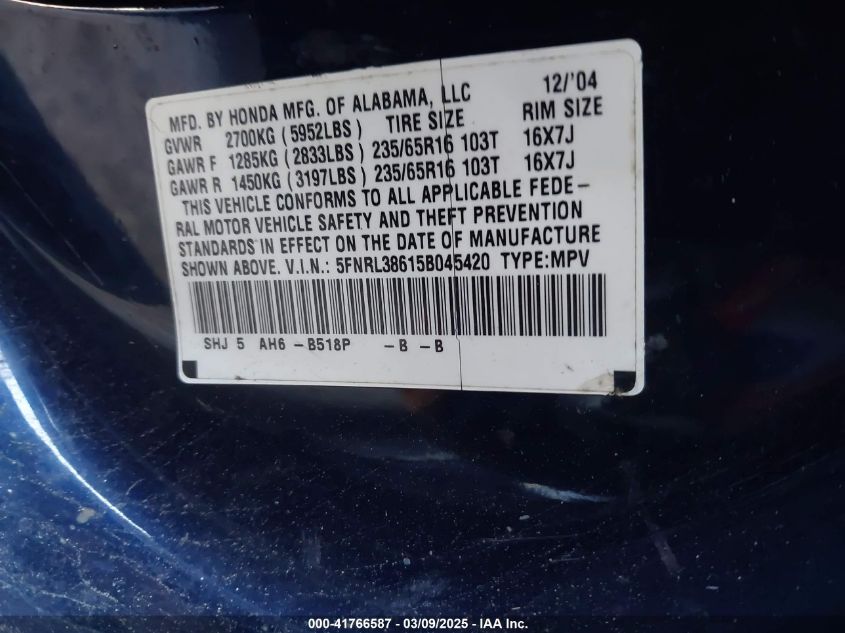 MFD. BY HONDA MFG. OF ALABAMA, LLC 12/'04
GVWR 2700KG (5952LBS) TIRE SIZE RIM SIZE
GAWR F 1285KG (2833LBS) 235/65R16 103T 16X7J
GAWR R 1450KG (3197LBS) 235/65R16 103T 16X7J
THIS VEHICLE CONFORMS TO ALL APPLICABLE FEDE-
RAL MOTOR VEHICLE SAFETY AND THEFT PREVENTION
STANDARDS IN EFFECT ON THE DATE OF MANUFACTURE
SHOWN ABOVE. V.I.N.: 5FNRL38615B045420 TYPE:MPV
SHJ 5 AH6 -B518P -B -B
000-41766587 - 03/09/2025 - IAA Inc.